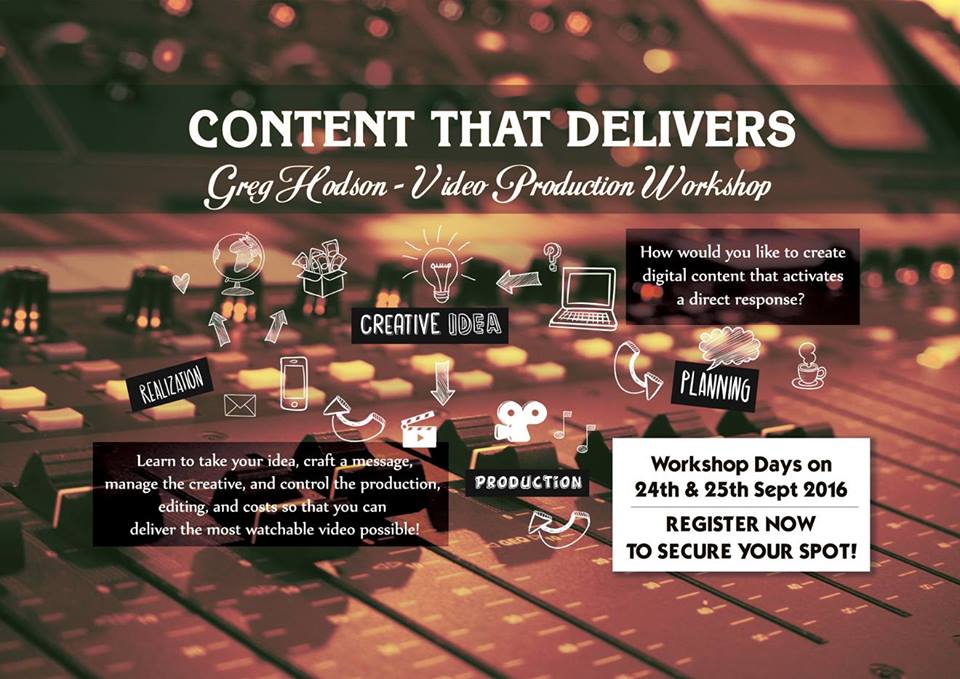 CONTENT THAT DELIVERS
Greg Hodson - Video Production Workshop
How would you like to create
digital content that activates
a direct response?
CREATIVE IDEA
REALIZATION
PLANNING
Learn to take your idea, craft a message,
manage the creative, and control the production,
editing, and costs so that you can
deliver the most watchable video possible!
PRODUCTION
Workshop Days on
24th & 25th Sept 2016
REGISTER NOW
TO SECURE YOUR SPOT!